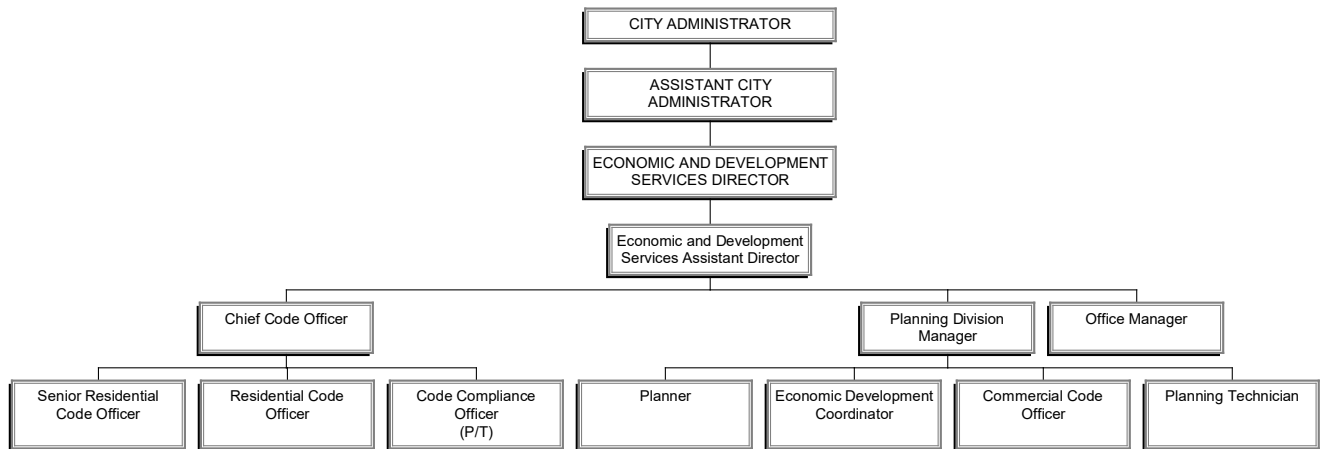 CITY ADMINISTRATOR
ASSISTANT CITY
ADMINISTRATOR
ECONOMIC AND DEVELOPMENT
SERVICES DIRECTOR
Economic and Development
Services Assistant Director
Chief Code Officer
Planning Division
Manager
Office Manager
Senior Residential
Code Officer
Residential Code
Officer
Code Compliance
Officer
(P/T)
Planner
Economic Development
Coordinator
Commercial Code
Officer
Planning Technician